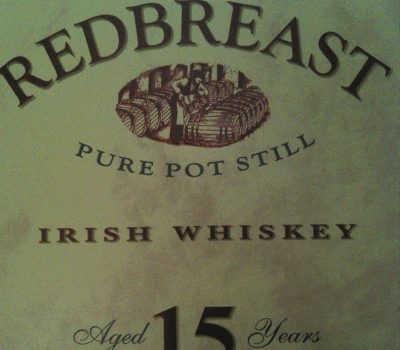 REDBREAST
PURE POT STILL
IRISH WHISKEY
Aged 15 Years